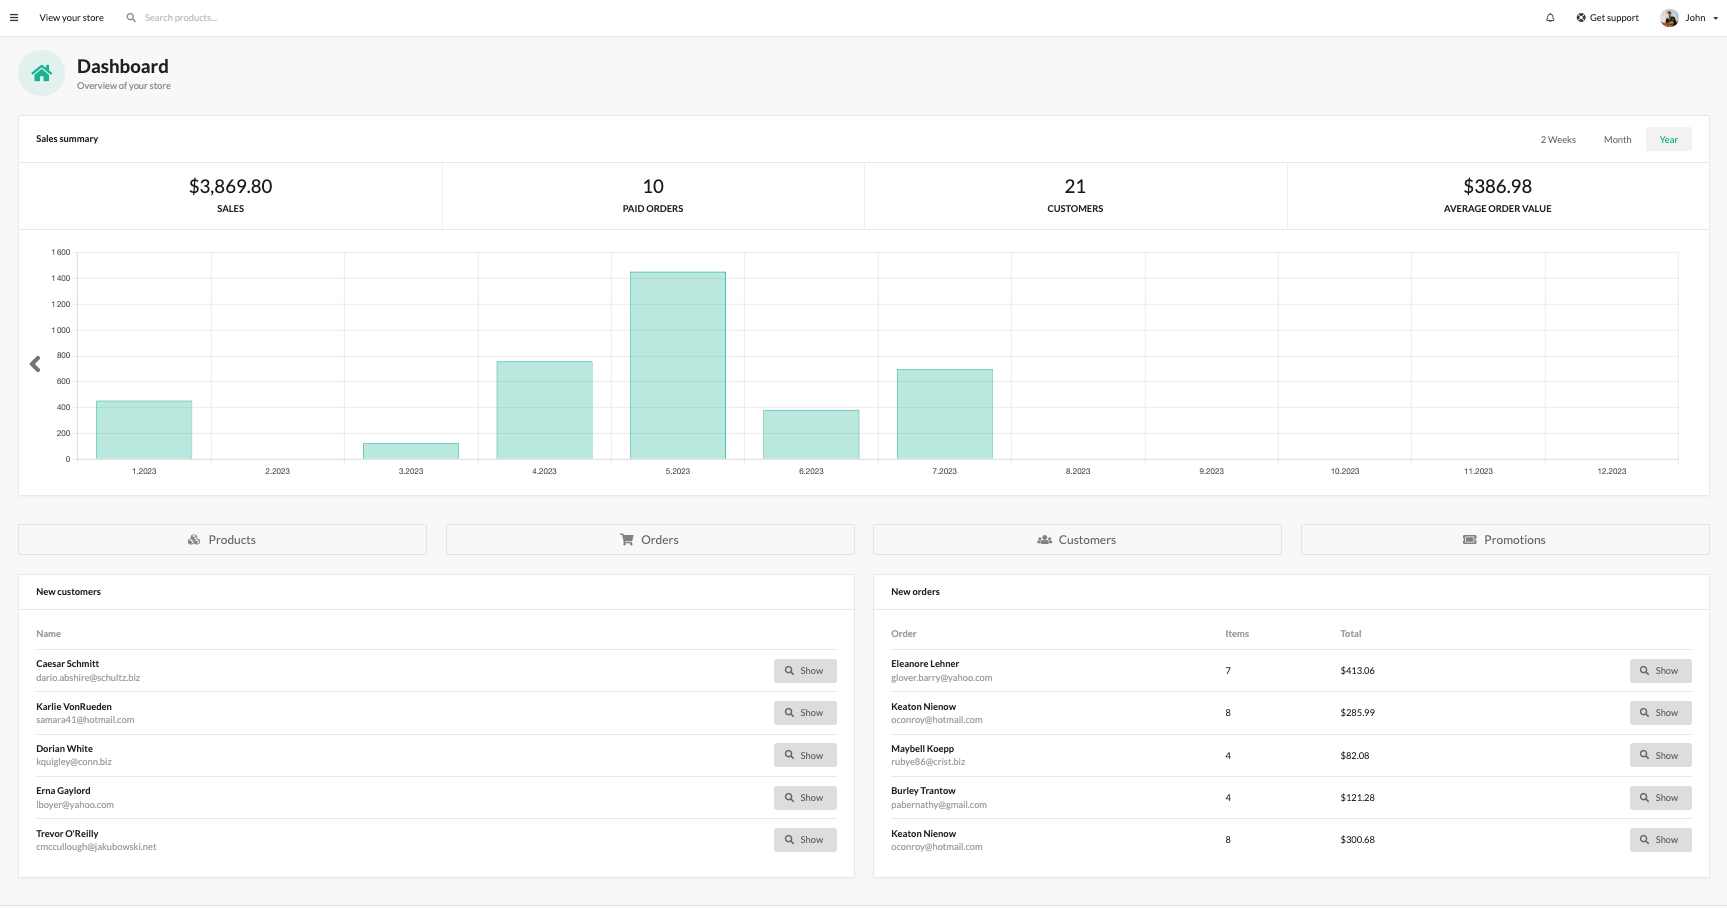 View your store
Search products...
Get support
John
Dashboard
Overview of your store
Sales summary
2 Weeks
Month
Year
$3,869.80
SALES
10
PAID ORDERS
21
CUSTOMERS
$386.98
AVERAGE ORDER VALUE
1 600
1 400
1 200
1 000
800
600
400
200
0
1.2023
2.2023
3.2023
4.2023
5.2023
6.2023
7.2023
8.2023
9.2023
10.2023
11.2023
12.2023
Products
Orders
Customers
Promotions
New customers
Name
Caesar Schmitt
dario.abshire@schultz.biz
Show
Karlie VonRueden
samara41@hotmail.com
Show
Dorian White
kquigley@conn.biz
Show
Erna Gaylord
lboyer@yahoo.com
Show
Trevor O'Reilly
cmccullough@jakubowski.net
Show
New orders
Order Items Total
Eleanore Lehner
glover.barry@yahoo.com
7 $413.06 Show
Keaton Nienow
oconroy@hotmail.com
8 $285.99 Show
Maybell Koepp
rubye86@crist.biz
4 $82.08 Show
Burley Trantow
pabernathy@gmail.com
4 $121.28 Show
Keaton Nienow
oconroy@hotmail.com
8 $300.68 Show